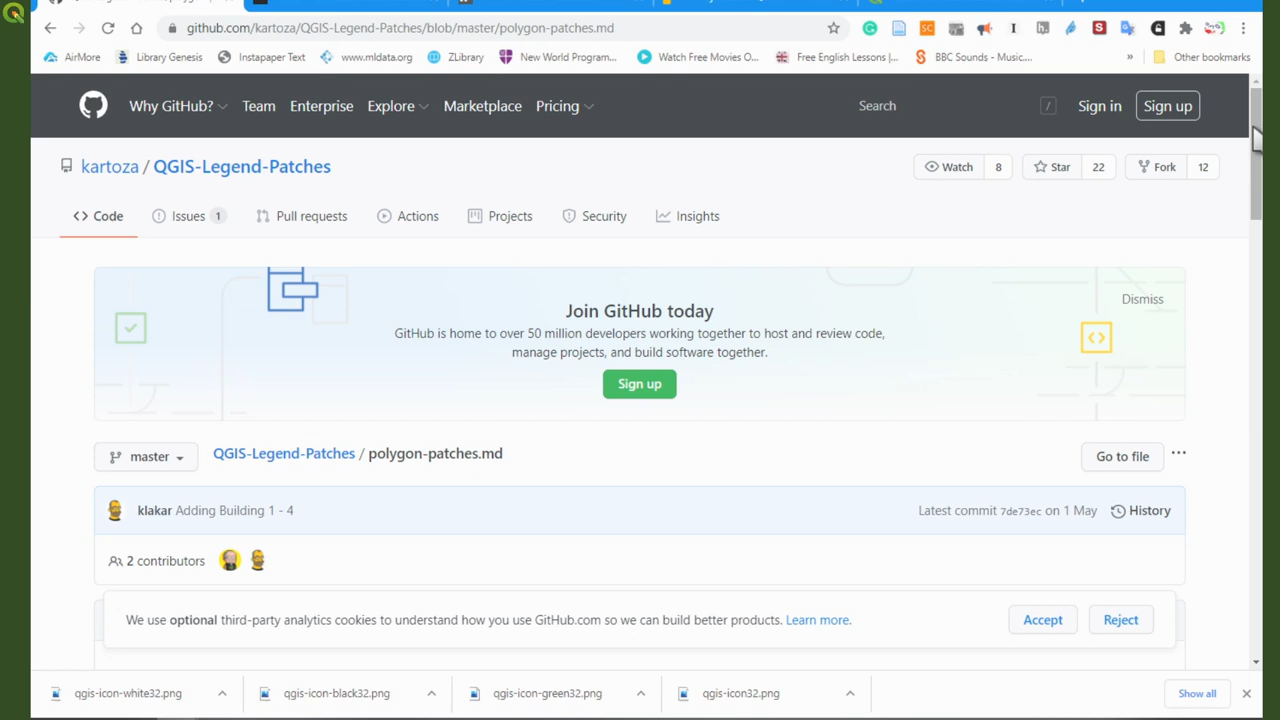 github.com/kartoza/QGIS-Legend-Patches/blob/master/polygon-patches.md
AirMore Library Genesis Instapaper Text www.mldata.org ZLibrary New World Program... Watch Free Movies O... Free English Lessons |... BBC Sounds - Music... » Other bookmarks
Why GitHub? Team Enterprise Explore Marketplace Pricing Search / Sign in Sign up
kartoza / QGIS-Legend-Patches Watch 8 Star 22 Fork 12
Code Issues 1 Pull requests Actions Projects Security Insights
Dismiss
Join GitHub today
GitHub is home to over 50 million developers working together to host and review code,
manage projects, and build software together.
Sign up
master QGIS-Legend-Patches / polygon-patches.md Go to file ...
klakar Adding Building 1 - 4 Latest commit 7de73ec on 1 May History
2 contributors
We use optional third-party analytics cookies to understand how you use GitHub.com so we can build better products. Learn more. Accept Reject
qgis-icon-white32.png qgis-icon-black32.png qgis-icon-green32.png qgis-icon32.png Show all